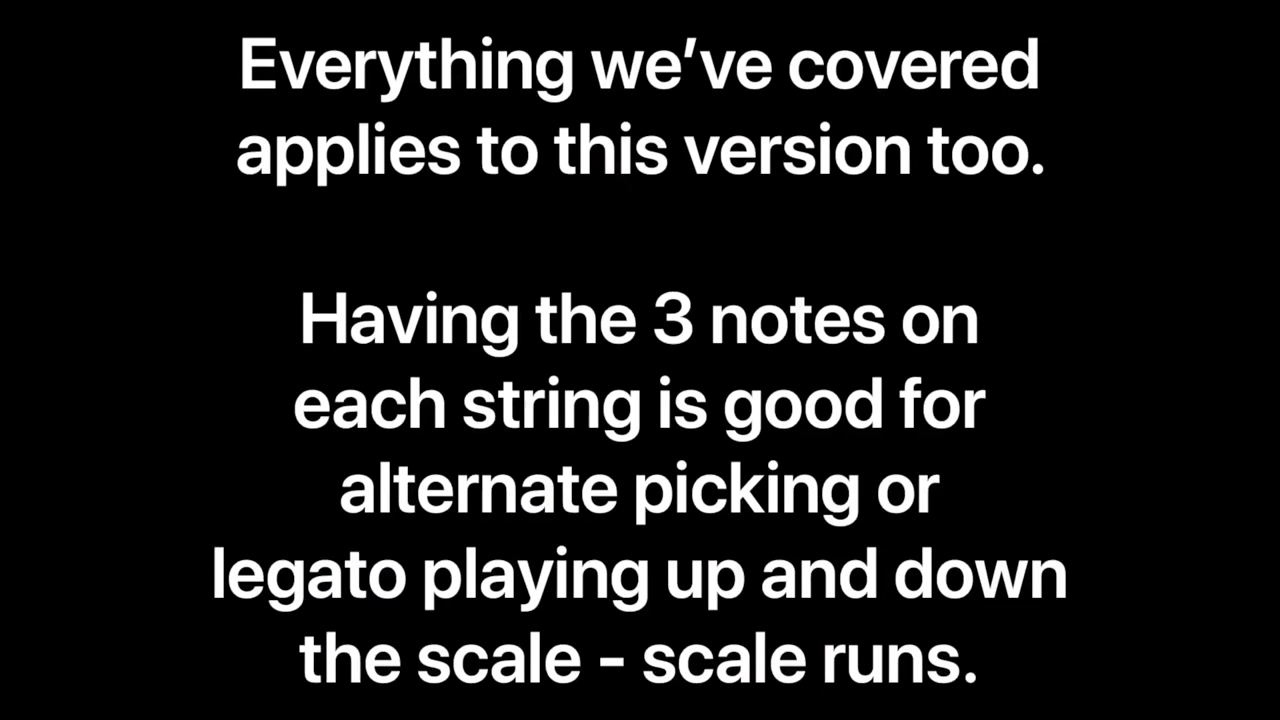 Everything we’ve covered
applies to this version too.
Having the 3 notes on
each string is good for
alternate picking or
legato playing up and down
the scale - scale runs.